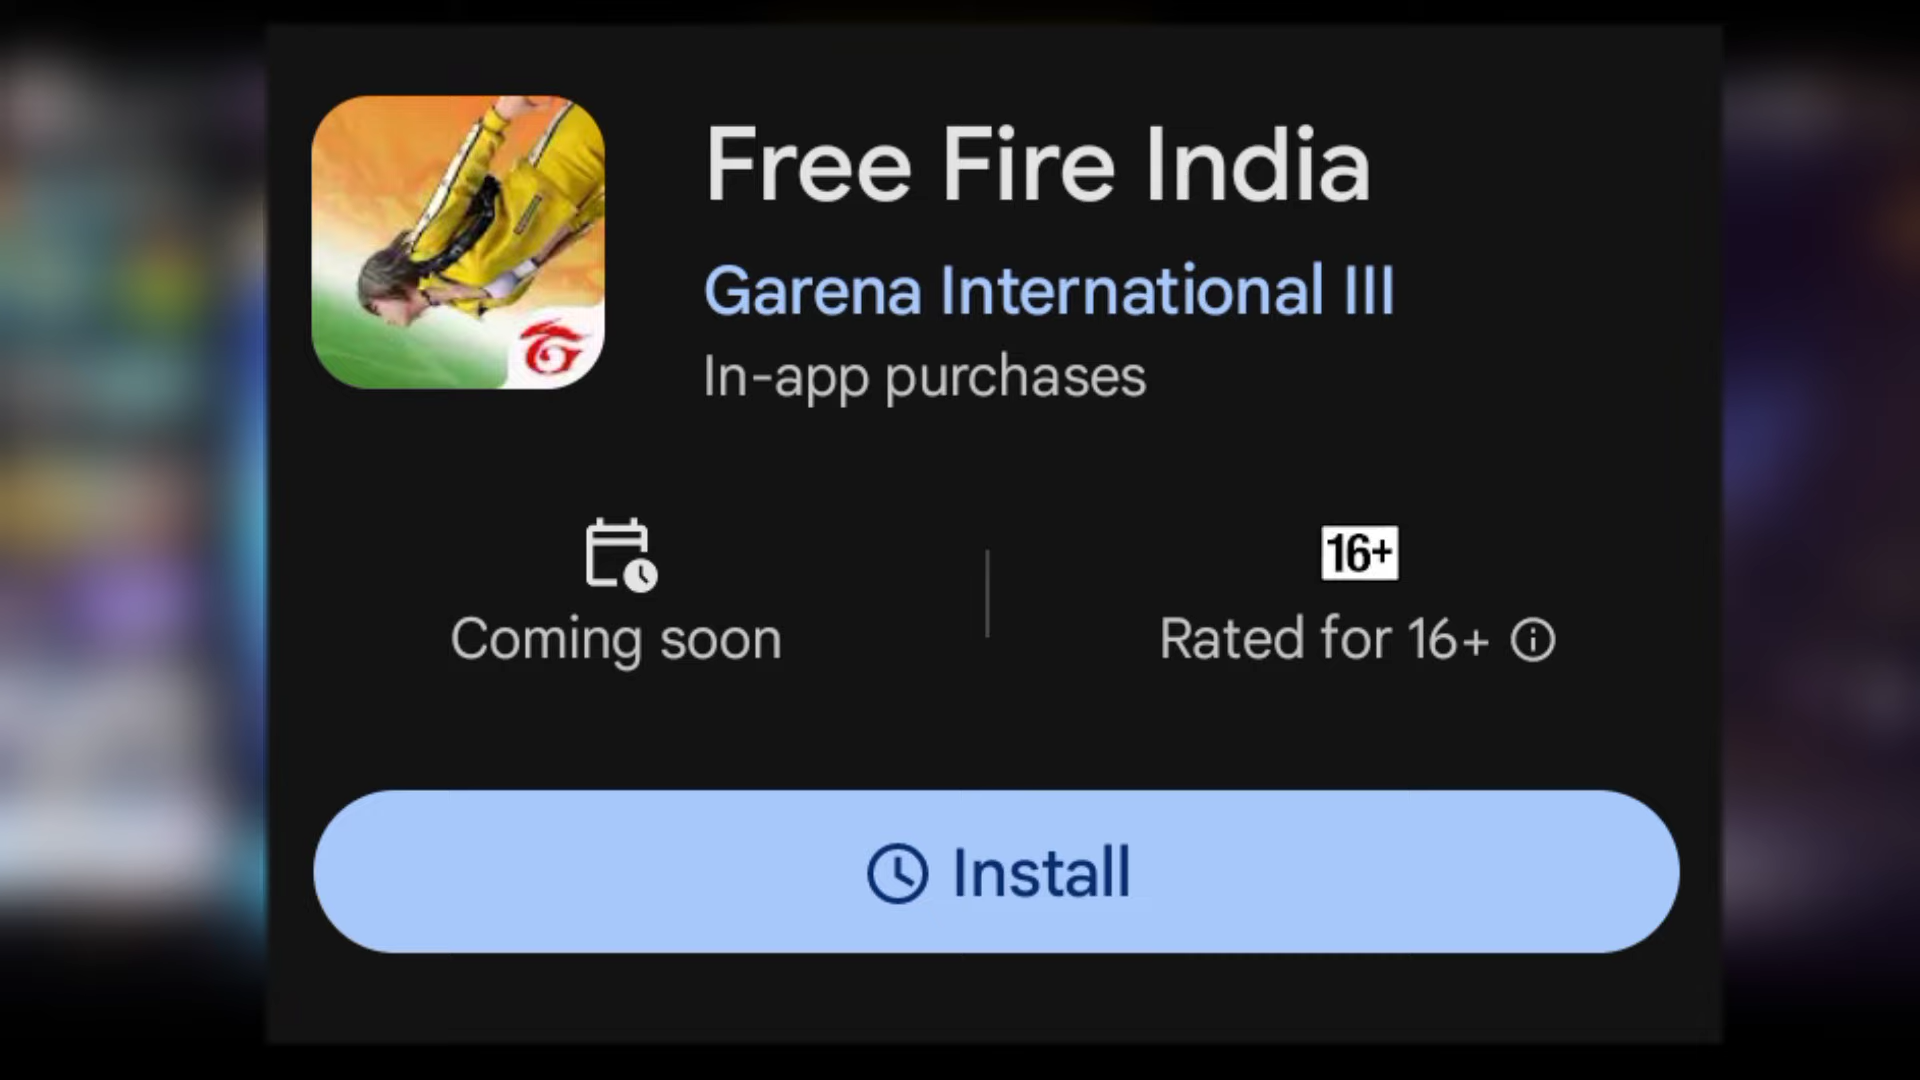 Free Fire India
Garena International III
In-app purchases
Coming soon
16+
Rated for 16+
Install